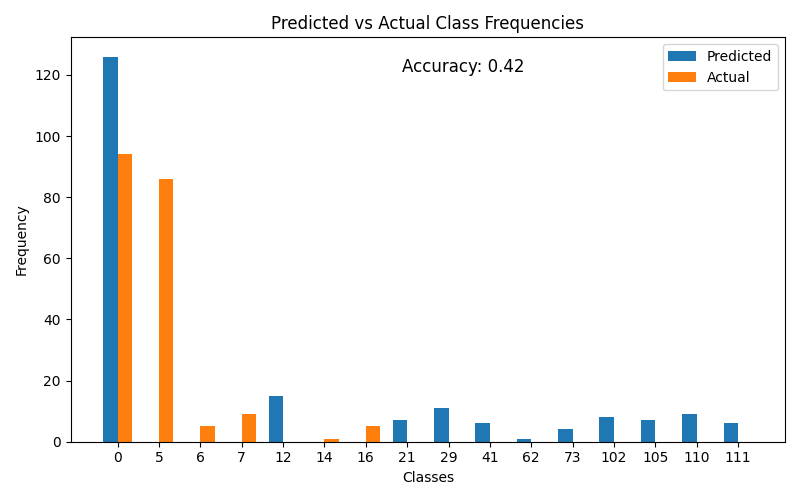 Predicted vs Actual Class Frequencies
Accuracy: 0.42
Predicted
Actual
Frequency
120
100
80
60
40
20
0
0 5 6 7 12 14 16 21 29 41 62 73 102 105 110 111
Classes